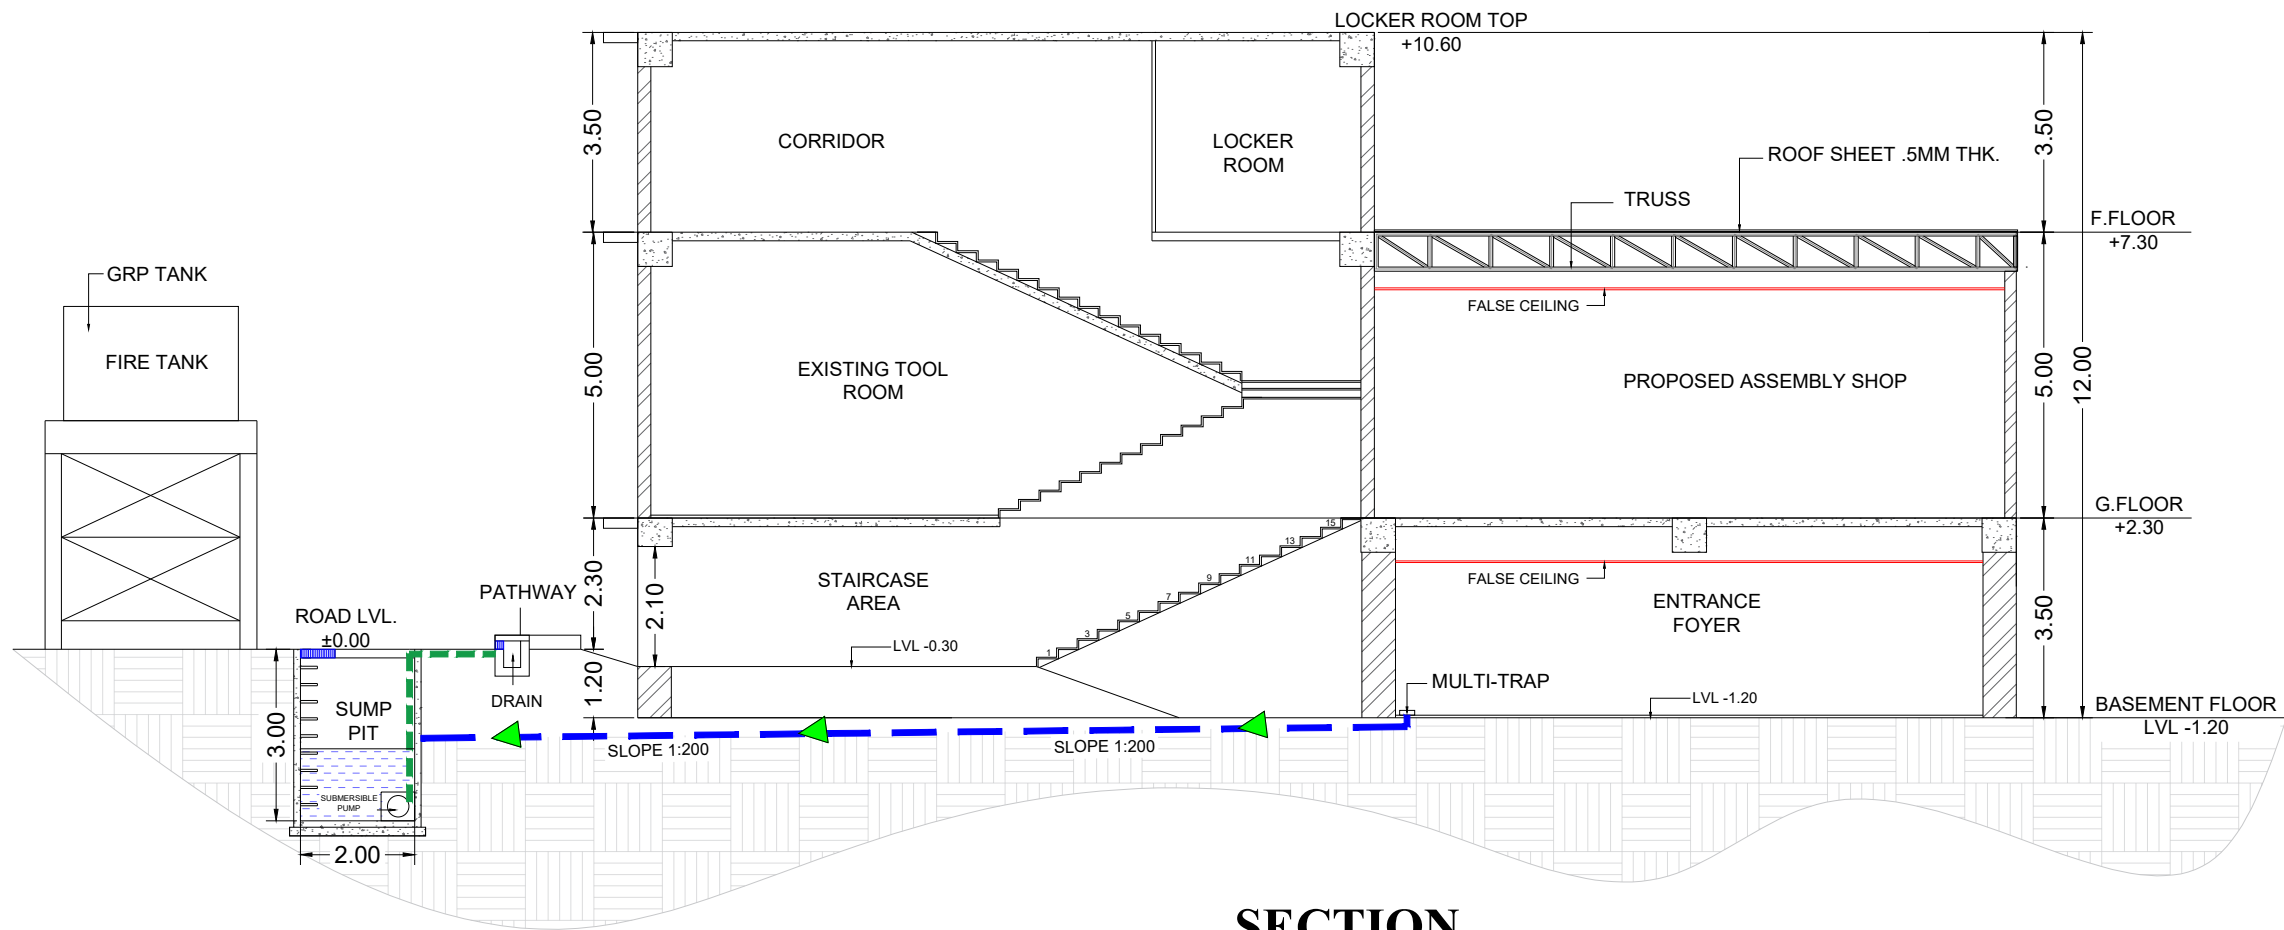 LOCKER ROOM TOP
+10.60
3.50
CORRIDOR
LOCKER
ROOM
3.50
ROOF SHEET .5MM THK.
TRUSS
F.FLOOR
+7.30
GRP TANK
FIRE TANK
FALSE CEILING
5.00
EXISTING TOOL
ROOM
PROPOSED ASSEMBLY SHOP
5.00
12.00
G.FLOOR
+2.30
15
13
11
9
7
5
3
1
2.30
2.10
STAIRCASE
AREA
FALSE CEILING
ENTRANCE
FOYER
3.50
PATHWAY
ROAD LVL.
±0.00
LVL -0.30
1.20
DRAIN
MULTI-TRAP
LVL -1.20
BASEMENT FLOOR
LVL -1.20
3.00
SUMP
PIT
SLOPE 1:200
SLOPE 1:200
SUBMERSIBLE
PUMP
2.00
SECTION